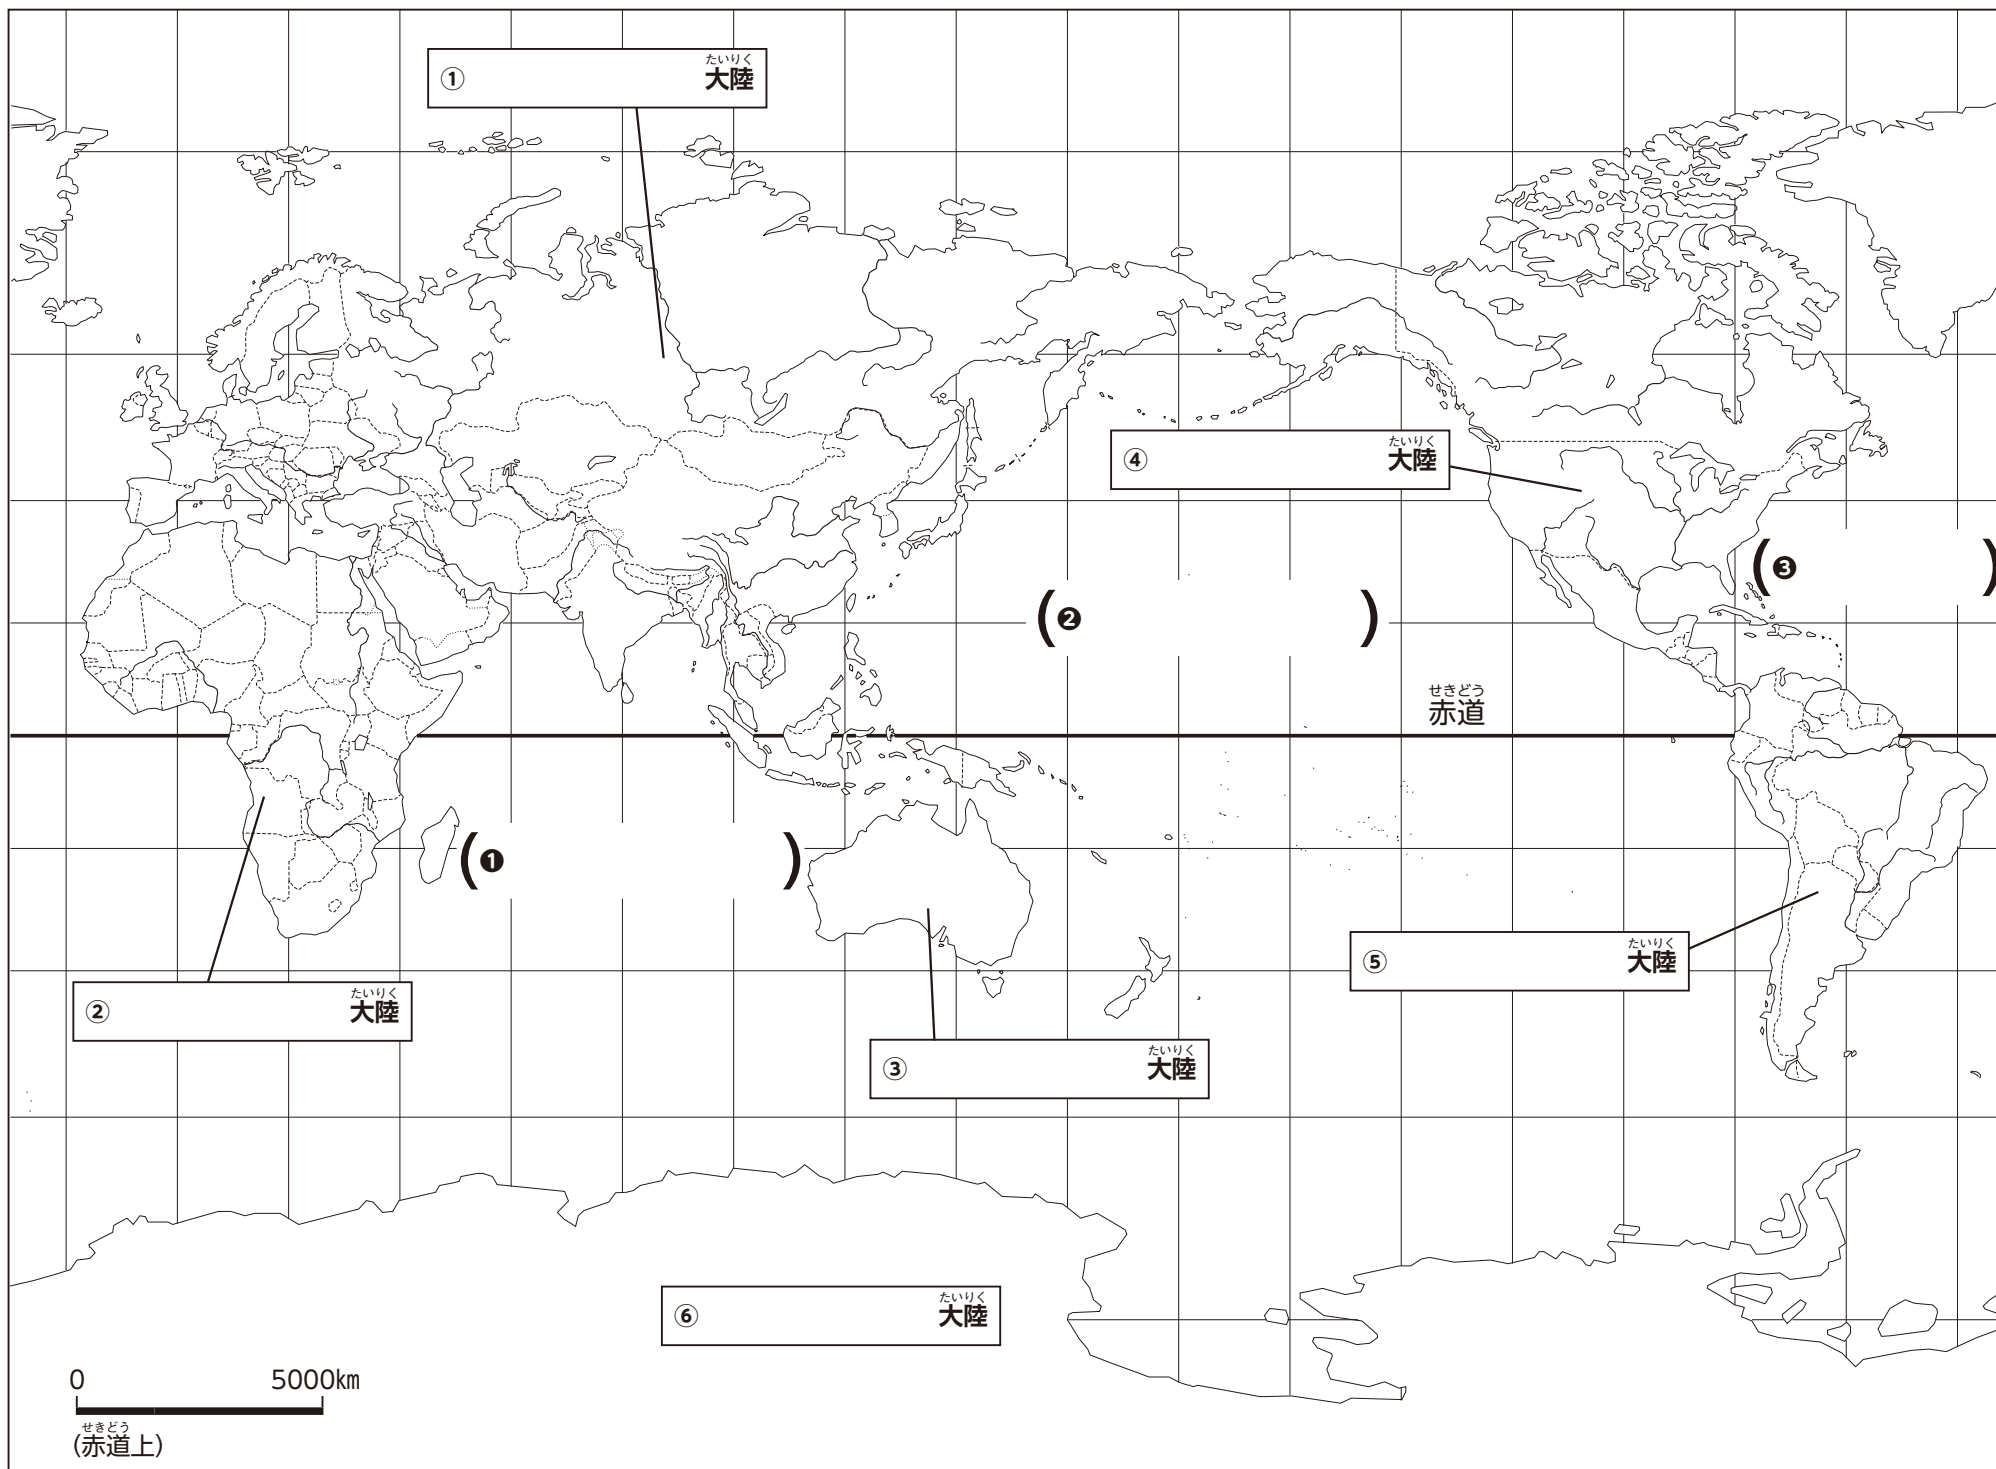 ① 大陸
たいりく
④ 大陸
たいりく
( ❸ )
( ❷ )
せきどう
赤道
( ❶ )
⑤ 大陸
たいりく
② 大陸
たいりく
③ 大陸
たいりく
⑥ 大陸
たいりく
0 5000km
せきどう
(赤道上)